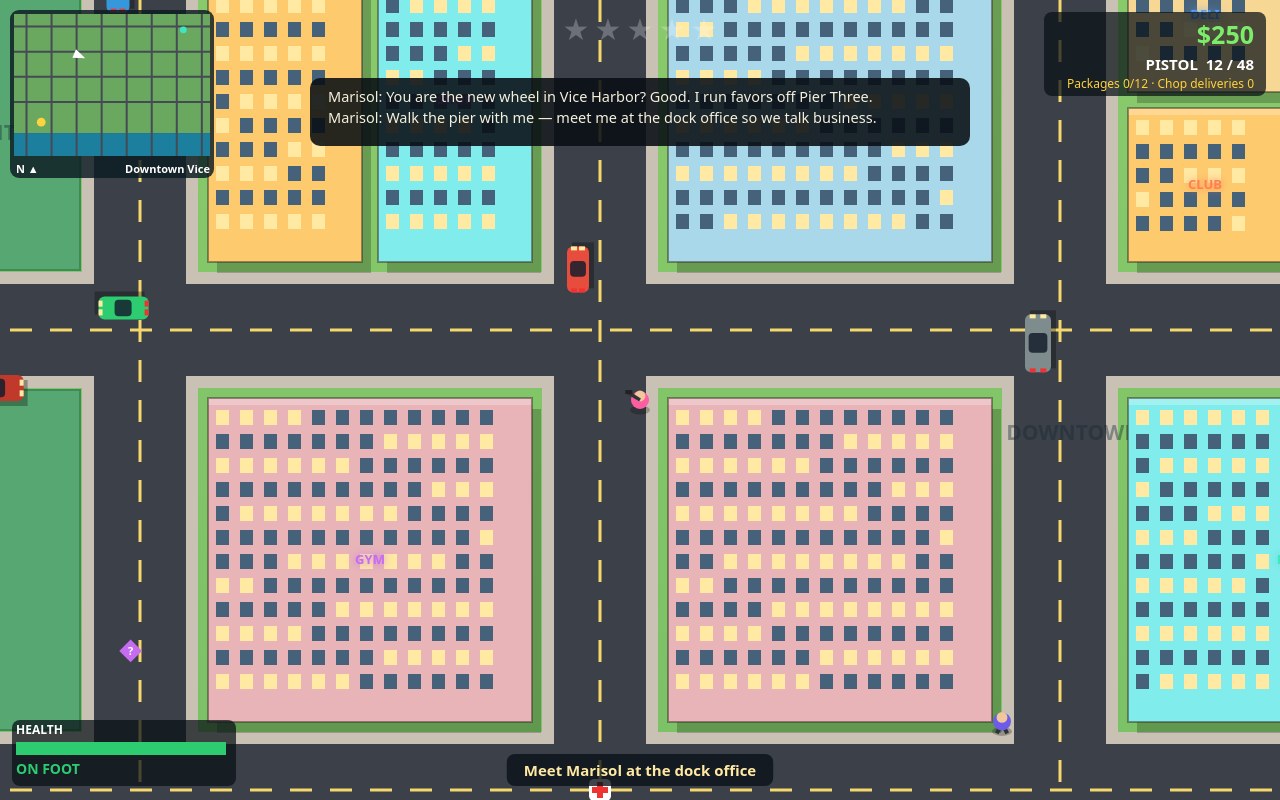 DELI
$250
PISTOL 12 / 48
Packages 0/12 · Chop deliveries 0
Marisol: You are the new wheel in Vice Harbor? Good. I run favors off Pier Three.
Marisol: Walk the pier with me — meet me at the dock office so we talk business.
N ▲ Downtown Vice
CLUB
GYM
?
HEALTH
ON FOOT
Meet Marisol at the dock office